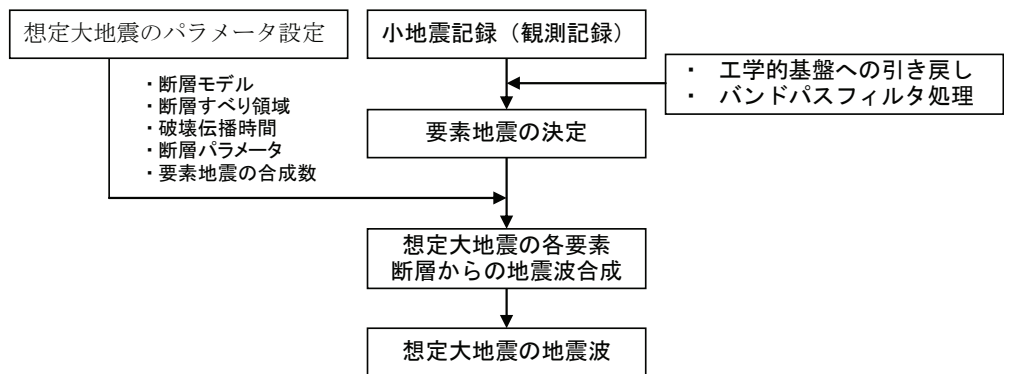 想定大地震のパラメータ設定
小地震記録（観測記録）
・ 工学的基盤への引き戻し
・ バンドパスフィルタ処理
・断層モデル
・断層すべり領域
・破壊伝播時間
・断層パラメータ
・要素地震の合成数
要素地震の決定
想定大地震の各要素
断層からの地震波合成
想定大地震の地震波